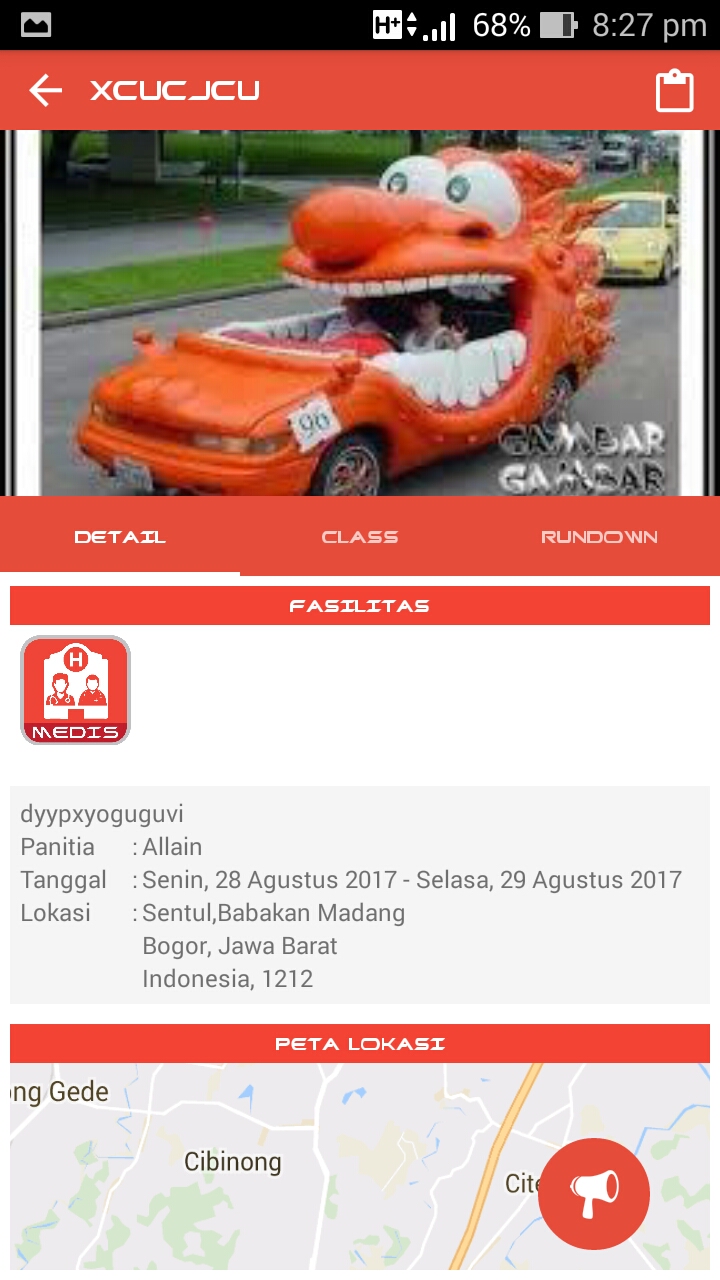 H+ 68% 8:27 pm
XCUCJCU
96
GAMBAR
GAMBAR
DETAIL CLASS RUNDOWN
FASILITAS
H
MEDIS
dyypxyoguguvi
Panitia : Allain
Tanggal : Senin, 28 Agustus 2017 - Selasa, 29 Agustus 2017
Lokasi : Sentul,Babakan Madang
Bogor, Jawa Barat
Indonesia, 1212
PETA LOKASI
ong Gede
Cibinong
Cite